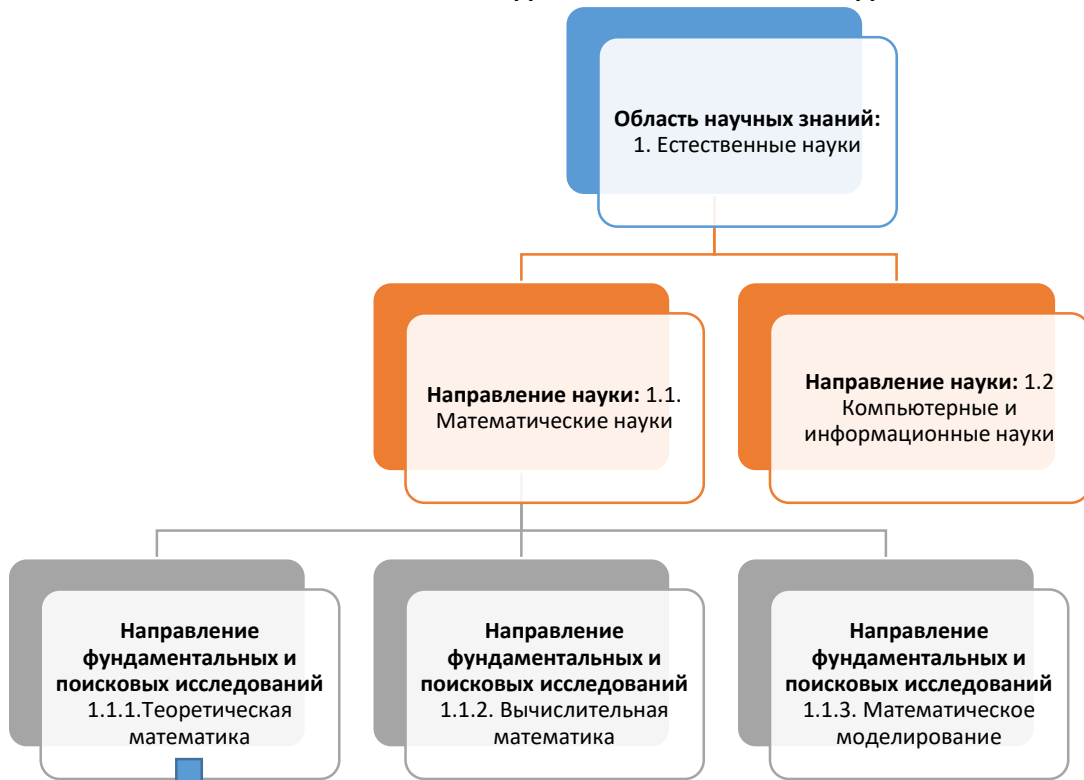 Область научных знаний:
1. Естественные науки
Направление науки: 1.1.
Математические науки
Направление науки: 1.2
Компьютерные и
информационные науки
Направление
фундаментальных и
поисковых исследований
1.1.1.Теоретическая
математика
Направление
фундаментальных и
поисковых исследований
1.1.2. Вычислительная
математика
Направление
фундаментальных и
поисковых исследований
1.1.3. Математическое
моделирование